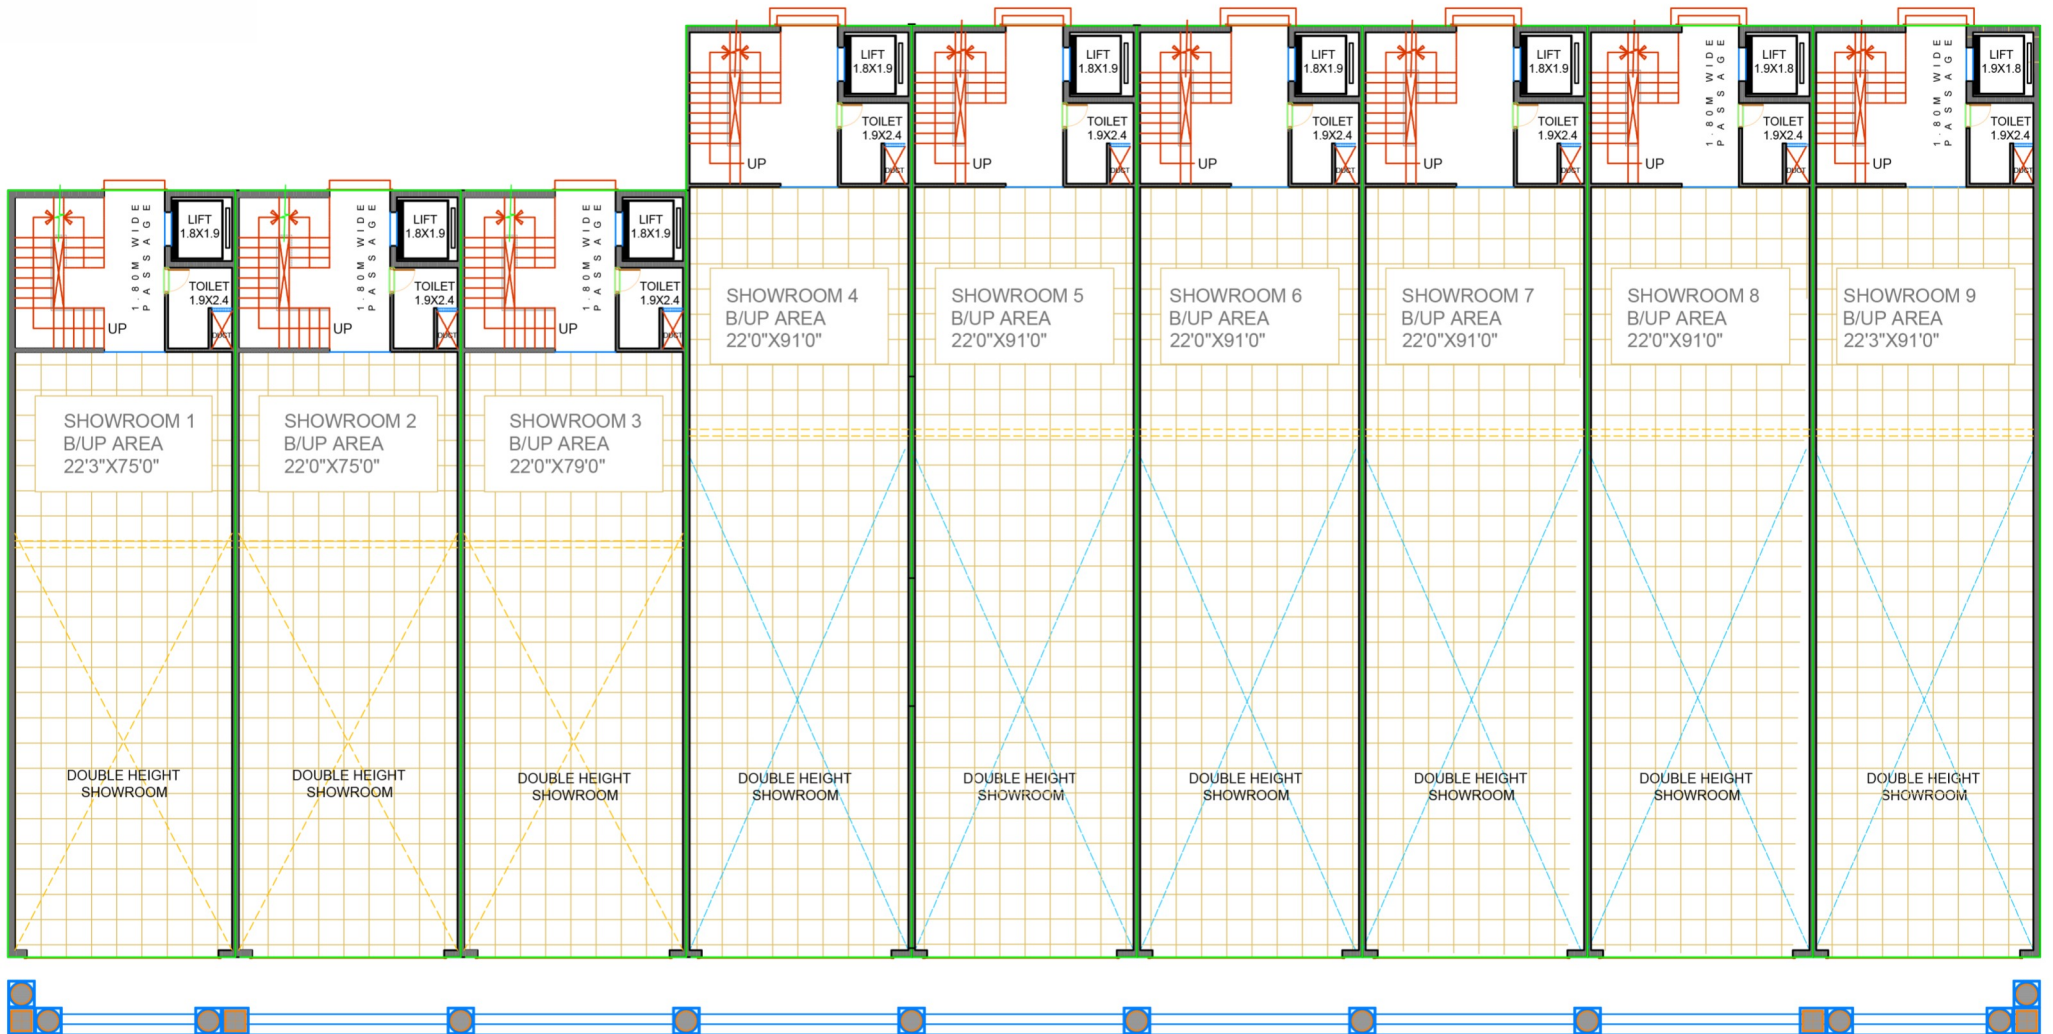 LIFT
1.8X1.9
TOILET
1.9X2.4
DUCT
UP
LIFT
1.8X1.9
TOILET
1.9X2.4
DUCT
UP
LIFT
1.8X1.9
TOILET
1.9X2.4
DUCT
UP
LIFT
1.8X1.9
TOILET
1.9X2.4
DUCT
UP
1.80M WIDE
PASSAGE
LIFT
1.9X1.8
TOILET
1.9X2.4
DUCT
UP
1.80M WIDE
PASSAGE
LIFT
1.9X1.8
TOILET
1.9X2.4
DUCT
UP
1.80M WIDE
PASSAGE
LIFT
1.8X1.9
TOILET
1.9X2.4
DUCT
UP
1.80M WIDE
PASSAGE
LIFT
1.8X1.9
TOILET
1.9X2.4
DUCT
UP
1.80M WIDE
PASSAGE
LIFT
1.8X1.9
TOILET
1.9X2.4
DUCT
UP
SHOWROOM 4
B/UP AREA
22'0"X91'0"
SHOWROOM 5
B/UP AREA
22'0"X91'0"
SHOWROOM 6
B/UP AREA
22'0"X91'0"
SHOWROOM 7
B/UP AREA
22'0"X91'0"
SHOWROOM 8
B/UP AREA
22'0"X91'0"
SHOWROOM 9
B/UP AREA
22'3"X91'0"
SHOWROOM 1
B/UP AREA
22'3"X75'0"
SHOWROOM 2
B/UP AREA
22'0"X75'0"
SHOWROOM 3
B/UP AREA
22'0"X79'0"
DOUBLE HEIGHT
SHOWROOM
DOUBLE HEIGHT
SHOWROOM
DOUBLE HEIGHT
SHOWROOM
DOUBLE HEIGHT
SHOWROOM
DOUBLE HEIGHT
SHOWROOM
DOUBLE HEIGHT
SHOWROOM
DOUBLE HEIGHT
SHOWROOM
DOUBLE HEIGHT
SHOWROOM
DOUBLE HEIGHT
SHOWROOM